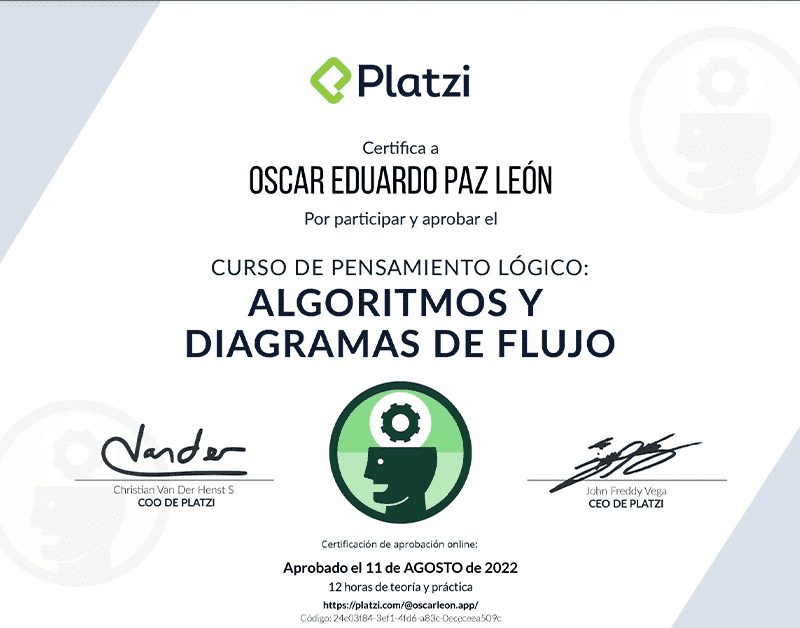 Platzi
Certifica a
OSCAR EDUARDO PAZ LEÓN
Por participar y aprobar el
CURSO DE PENSAMIENTO LÓGICO:
ALGORITMOS Y
DIAGRAMAS DE FLUJO
Vander
Christian Van Der Henst S
COO DE PLATZI
John Freddy Vega
CEO DE PLATZI
Certificación de aprobación online:
Aprobado el 11 de AGOSTO de 2022
12 horas de teoría y práctica
https://platzi.com/@oscarleon.app/
Código: 24c03f84-3ef1-4fd6-a83c-0ececeea509c